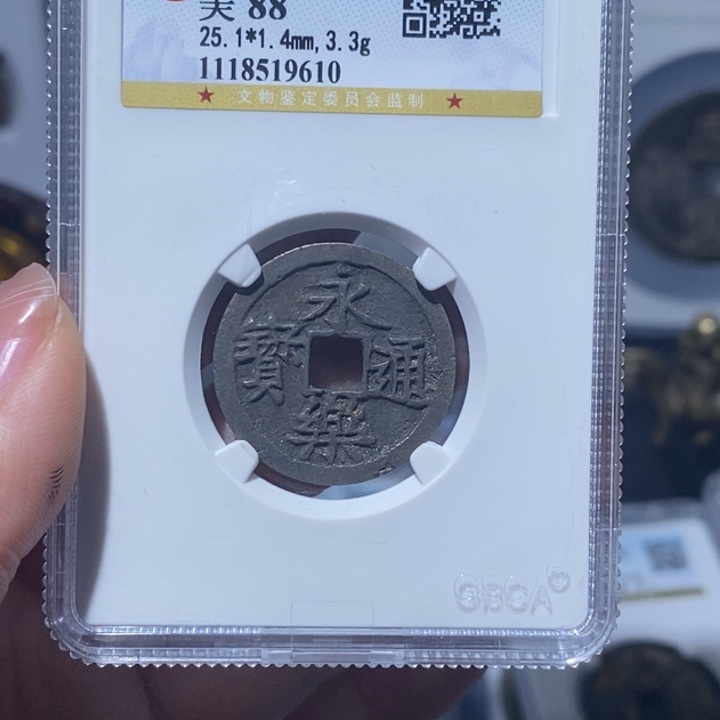 美 88
25.1*1.4mm,3.3g
1118519610
★ 文物鉴定委员会监制 ★
永樂通寳
GBCA